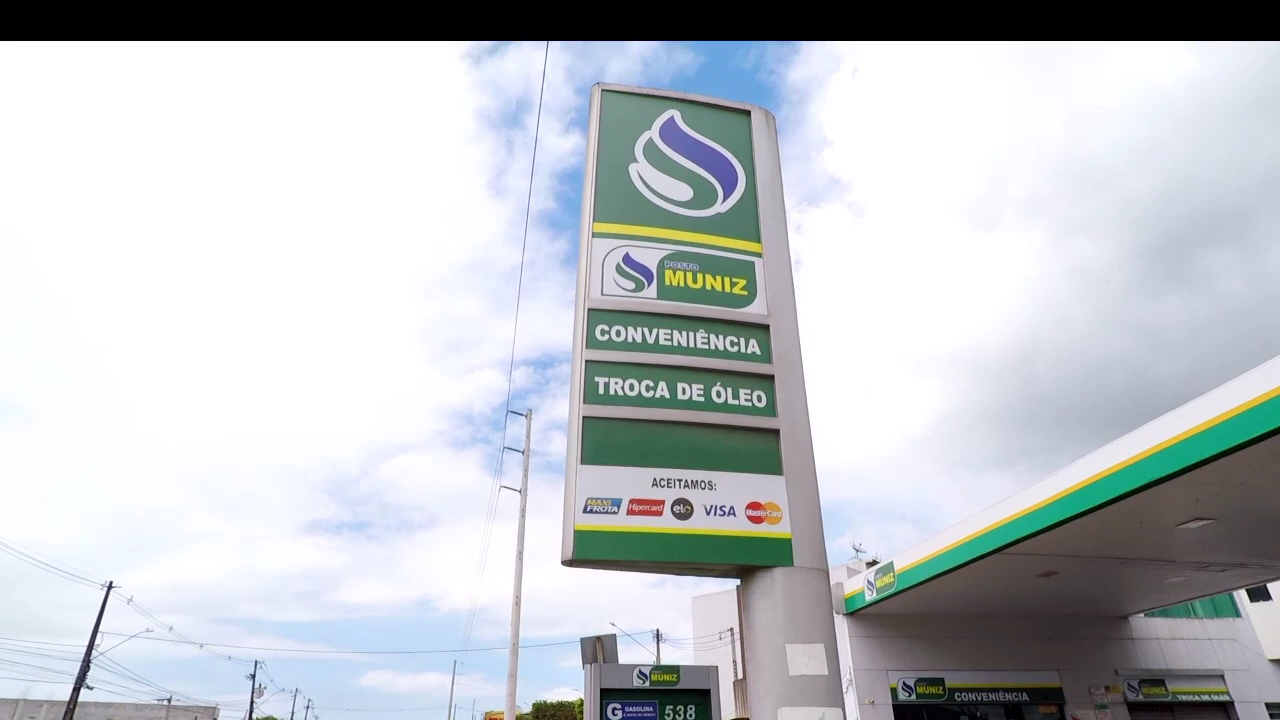 POSTO
MUNIZ
CONVENIÊNCIA
TROCA DE ÓLEO
ACEITAMOS:
MAXI
FROTA
Hipercard
elo
VISA
MasterCard
MUNIZ
MUNIZ
G GASOLINA
538
MUNIZ
CONVENIÊNCIA
MUNIZ
TROCA DE ÓLEO